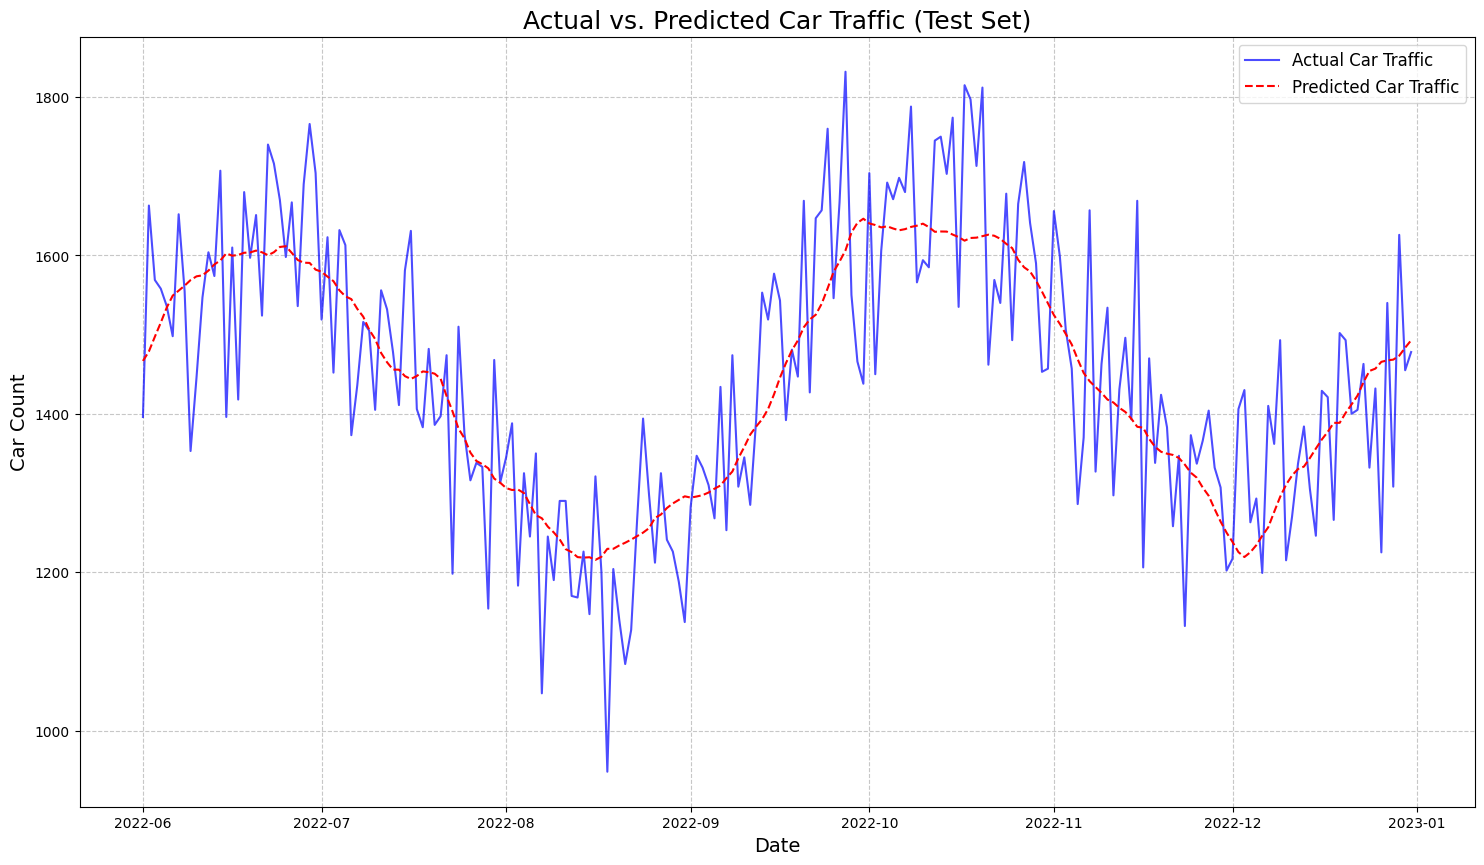 Actual vs. Predicted Car Traffic (Test Set)
Actual Car Traffic
Predicted Car Traffic
Car Count
1800
1600
1400
1200
1000
2022-06
2022-07
2022-08
2022-09
2022-10
2022-11
2022-12
2023-01
Date